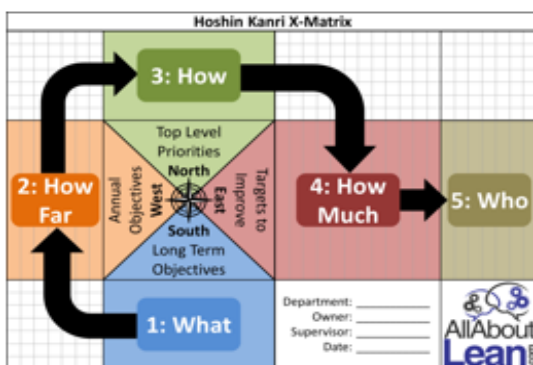 Hoshin Kanri X-Matrix
3: How
Top Level
Priorities
North
2: How
Far
Annual
Objectives
West
East
Targets to
Improve
4: How
Much
5: Who
South
Long Term
Objectives
1: What
Department:
Owner:
Supervisor:
Date:
AllAbout
Lean